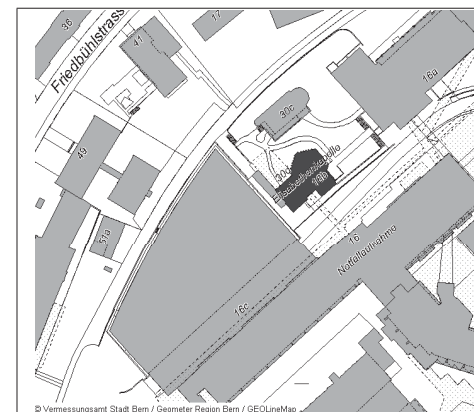 36
17
41
Friedbühlstrass
16a
30c
49
30b
Elisabethenkapelle
16b
51a
16
Notfallaufnahme
16c
© Vermessungsamt Stadt Bern / Geometer Region Bern / GEOLineMap